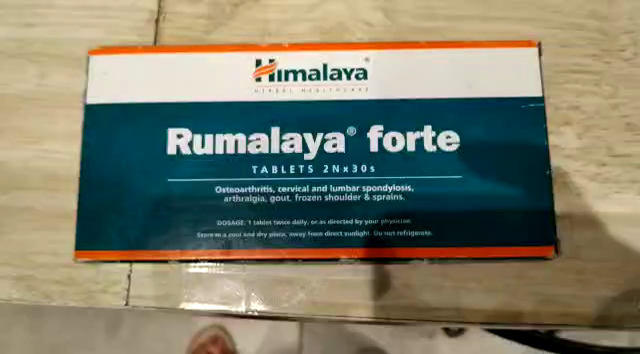 Himalaya®
HERBAL HEALTHCARE
Rumalaya® forte
TABLETS 2Nx30s
Osteoarthritis, cervical and lumbar spondylosis,
arthralgia, gout, frozen shoulder & sprains.
DOSAGE: 1 tablet twice daily, or as directed by your physician.
Store in a cool and dry place, away from direct sunlight. Do not refrigerate.